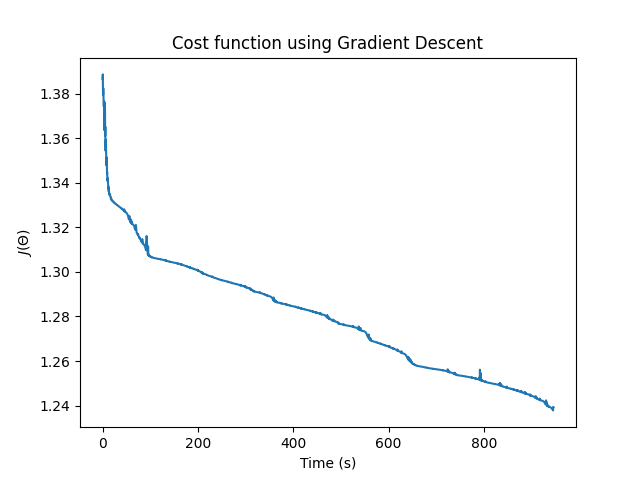 Cost function using Gradient Descent
1.38
1.36
1.34
1.32
1.30
1.28
1.26
1.24
J(Θ)
0 200 400 600 800
Time (s)